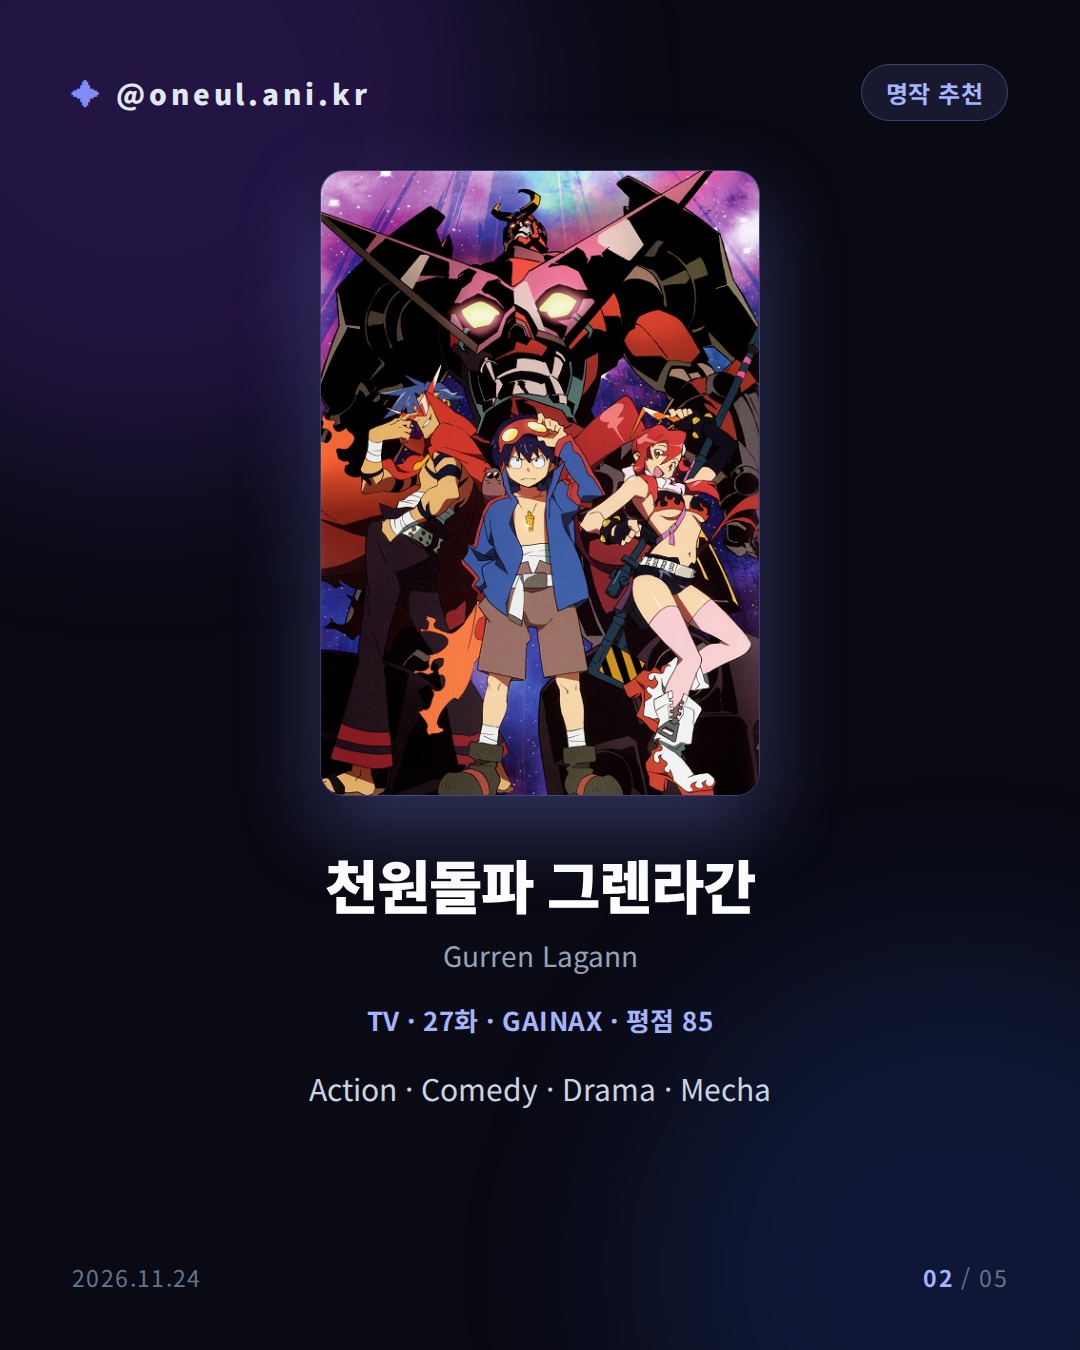 @oneul.ani.kr
명작 추천
천원돌파 그렌라간
Gurren Lagann
TV · 27화 · GAINAX · 평점 85
Action · Comedy · Drama · Mecha
2026.11.24
02 / 05